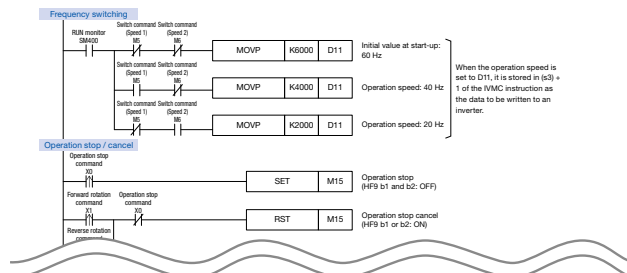 Frequency switching
RUN monitor
SM400
Switch command
(Speed 1)
M5
Switch command
(Speed 2)
M6
MOVP K6000 D11
Initial value at start-up:
60 Hz
Switch command
(Speed 1)
M5
Switch command
(Speed 2)
M6
MOVP K4000 D11
Operation speed: 40 Hz
Switch command
(Speed 1)
M5
Switch command
(Speed 2)
M6
MOVP K2000 D11
Operation speed: 20 Hz
When the operation speed is
set to D11, it is stored in (s3) +
1 of the IVMC instruction as
the data to be written to an
inverter.
Operation stop / cancel
Operation stop
command
X0
SET M15
Operation stop
(HF9 b1 and b2: OFF)
Forward rotation
command
X1
Operation stop
command
X0
RST M15
Operation stop cancel
(HF9 b1 or b2: ON)
Reverse rotation
command